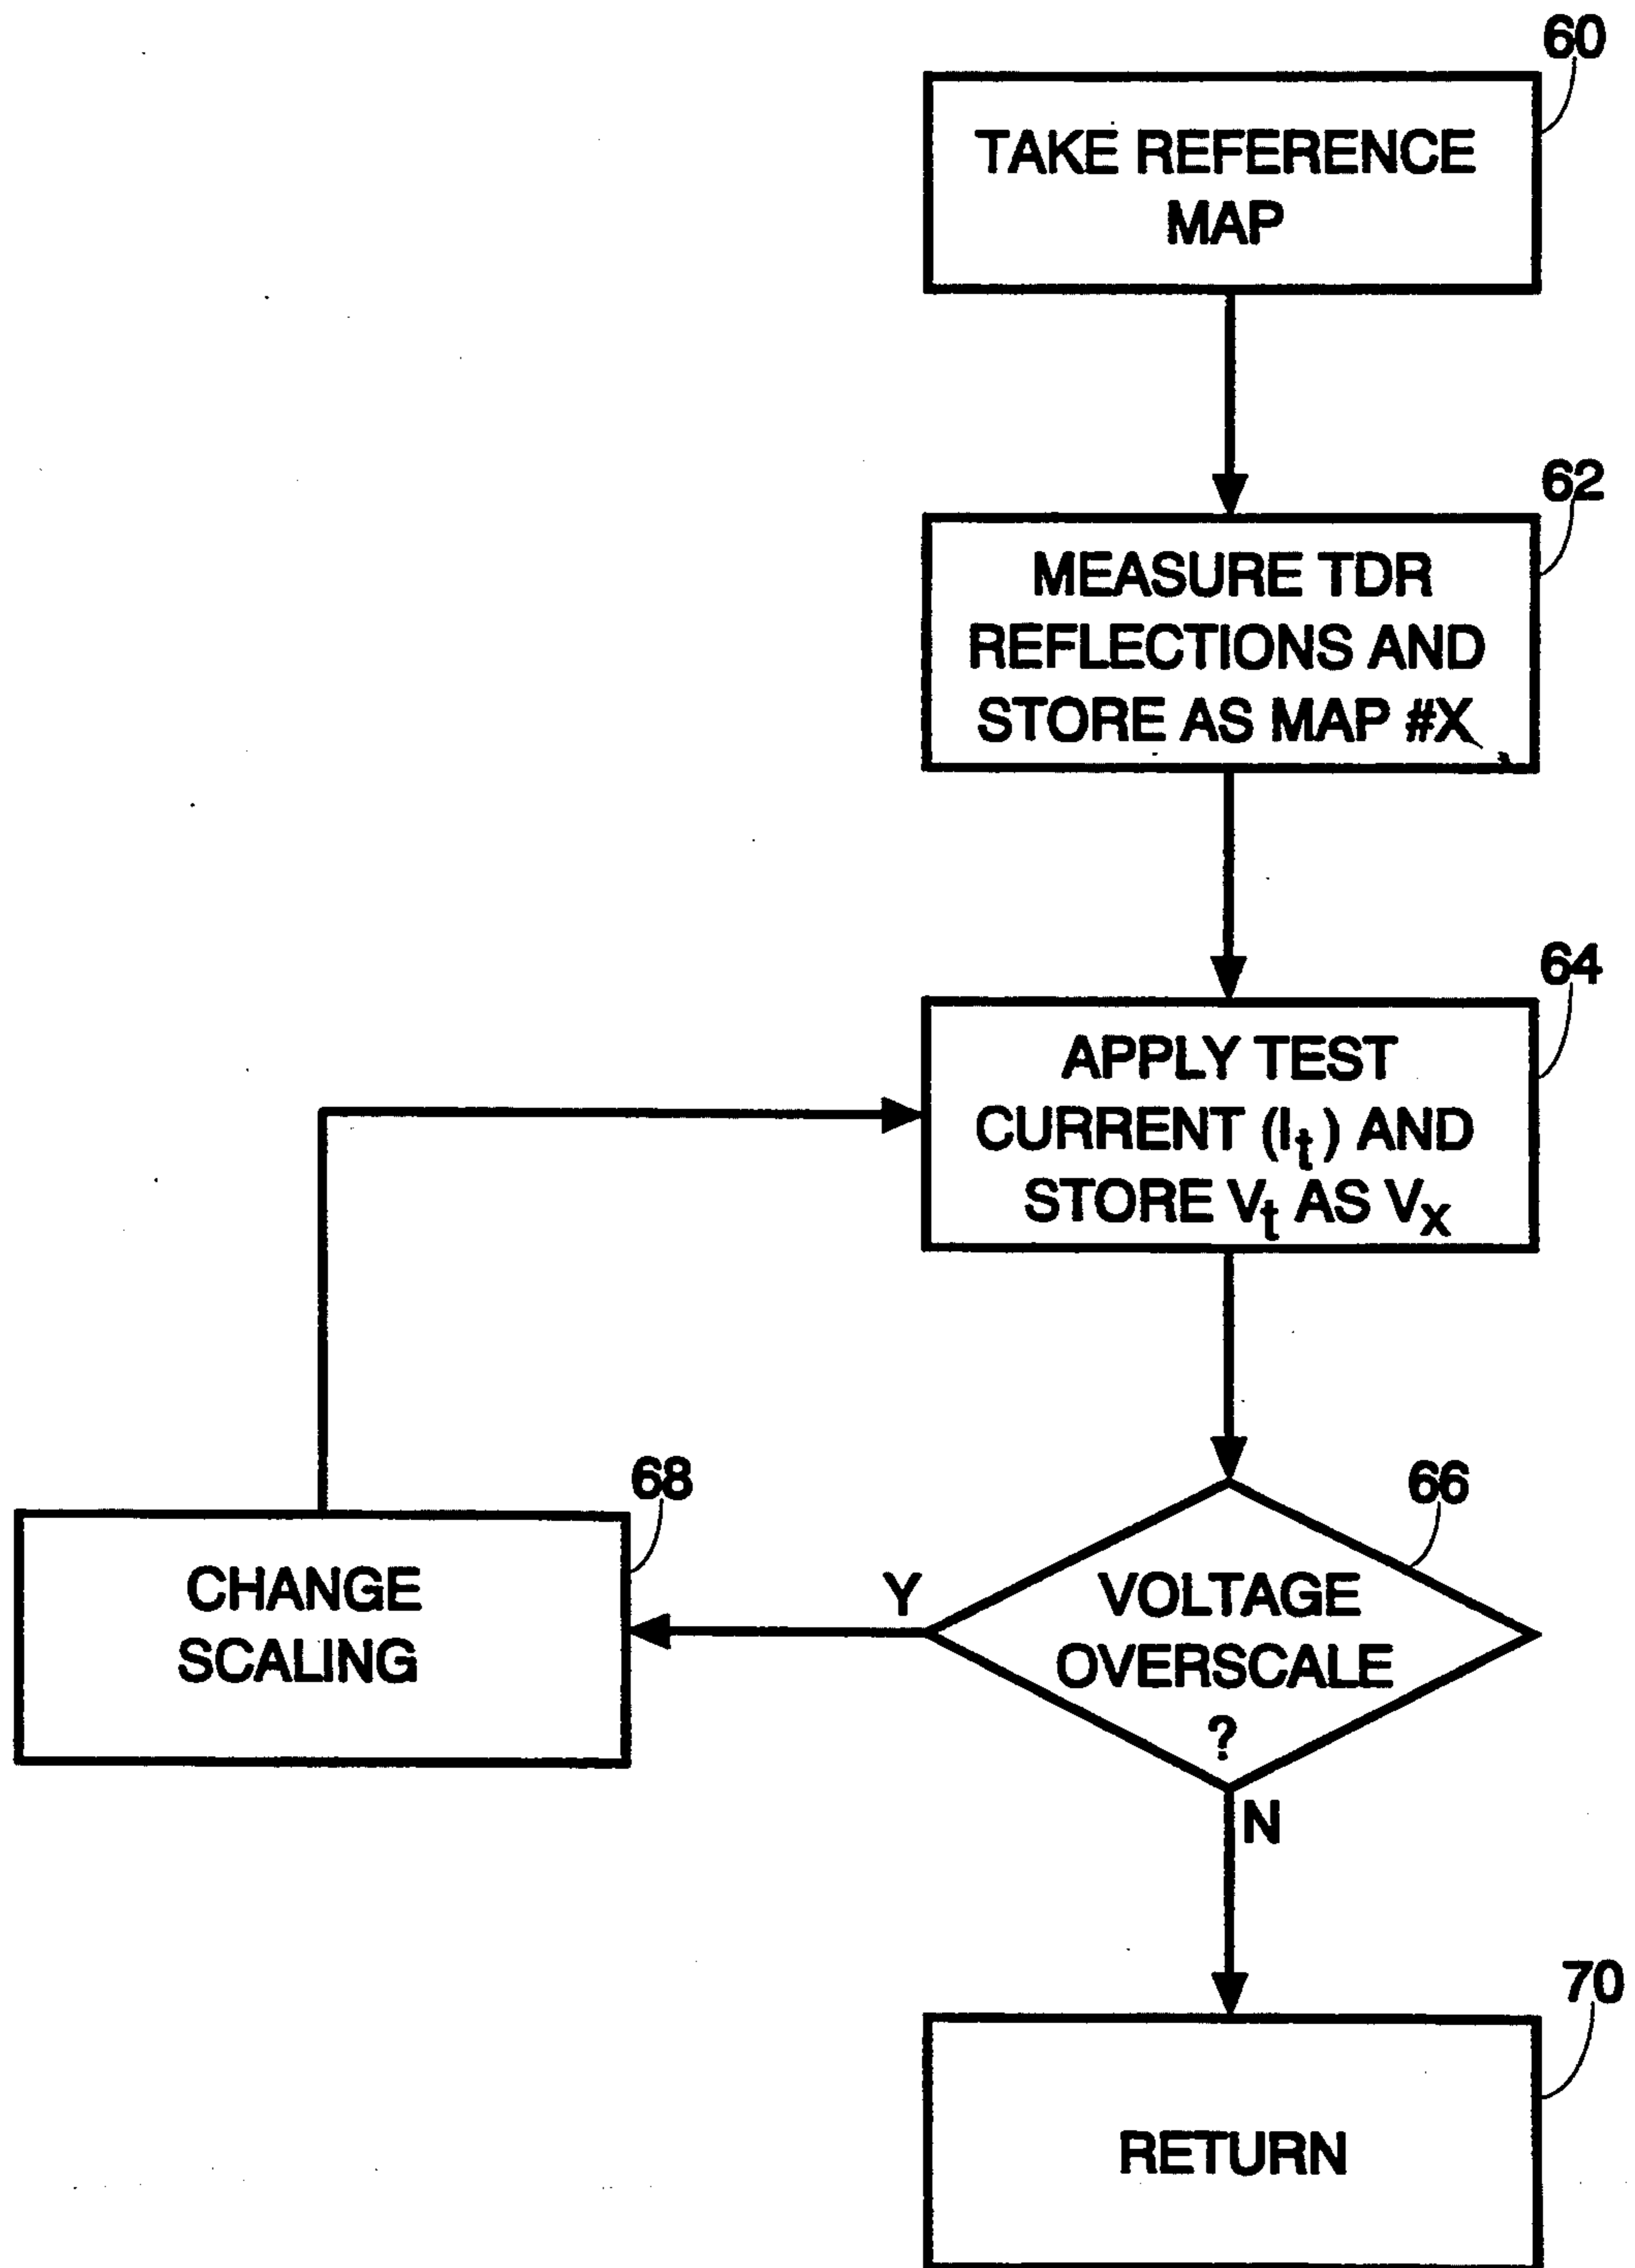 60
TAKE REFERENCE
MAP
62
MEASURE TDR
REFLECTIONS AND
STORE AS MAP #X
64
APPLY TEST
CURRENT (It) AND
STORE Vt AS Vx
66
VOLTAGE
OVERSCALE
?
Y
N
68
CHANGE
SCALING
70
RETURN